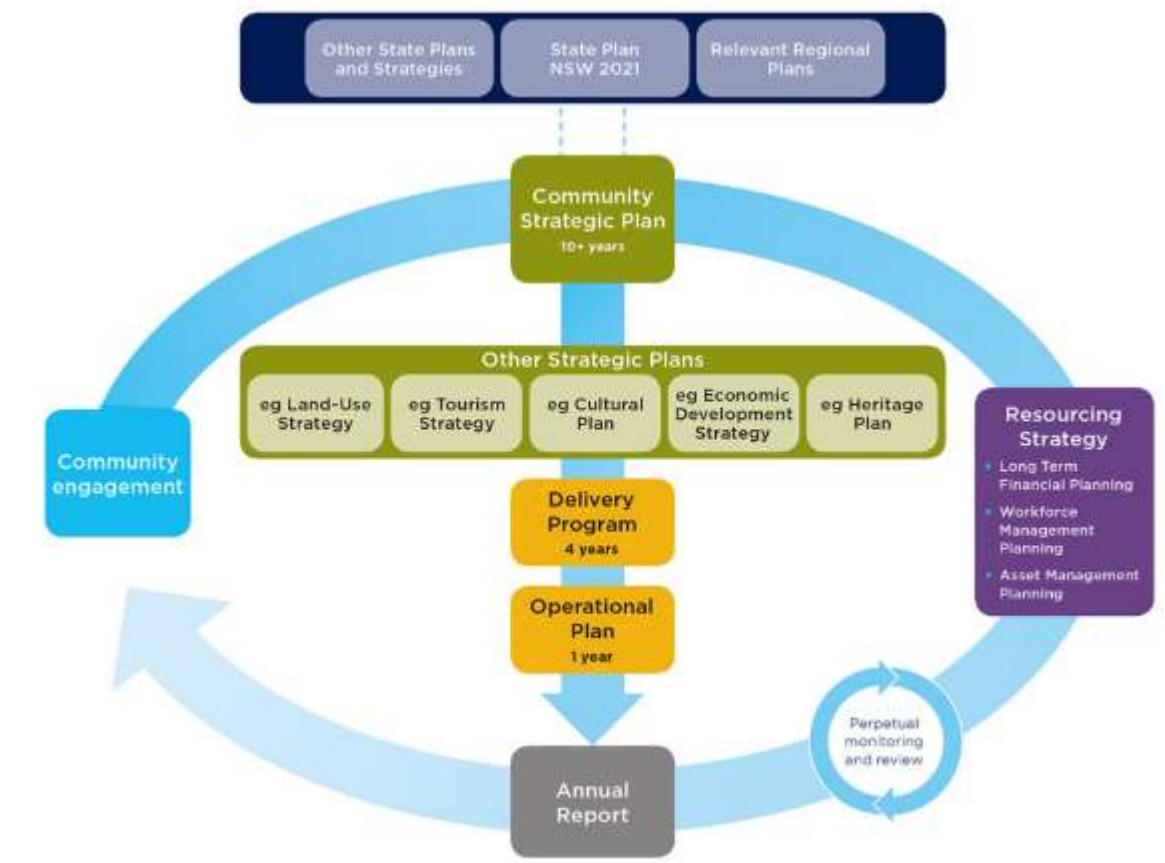 Other State Plans
and Strategies
State Plan
NSW 2021
Relevant Regional
Plans
Community
Strategic Plan
10+ years
Other Strategic Plans
eg Land-Use
Strategy
eg Tourism
Strategy
eg Cultural
Plan
eg Economic
Development
Strategy
eg Heritage
Plan
Community
engagement
Resourcing
Strategy
• Long Term
Financial Planning
• Workforce
Management
Planning
• Asset Management
Planning
Delivery
Program
4 years
Operational
Plan
1 year
Perpetual
monitoring
and review
Annual
Report